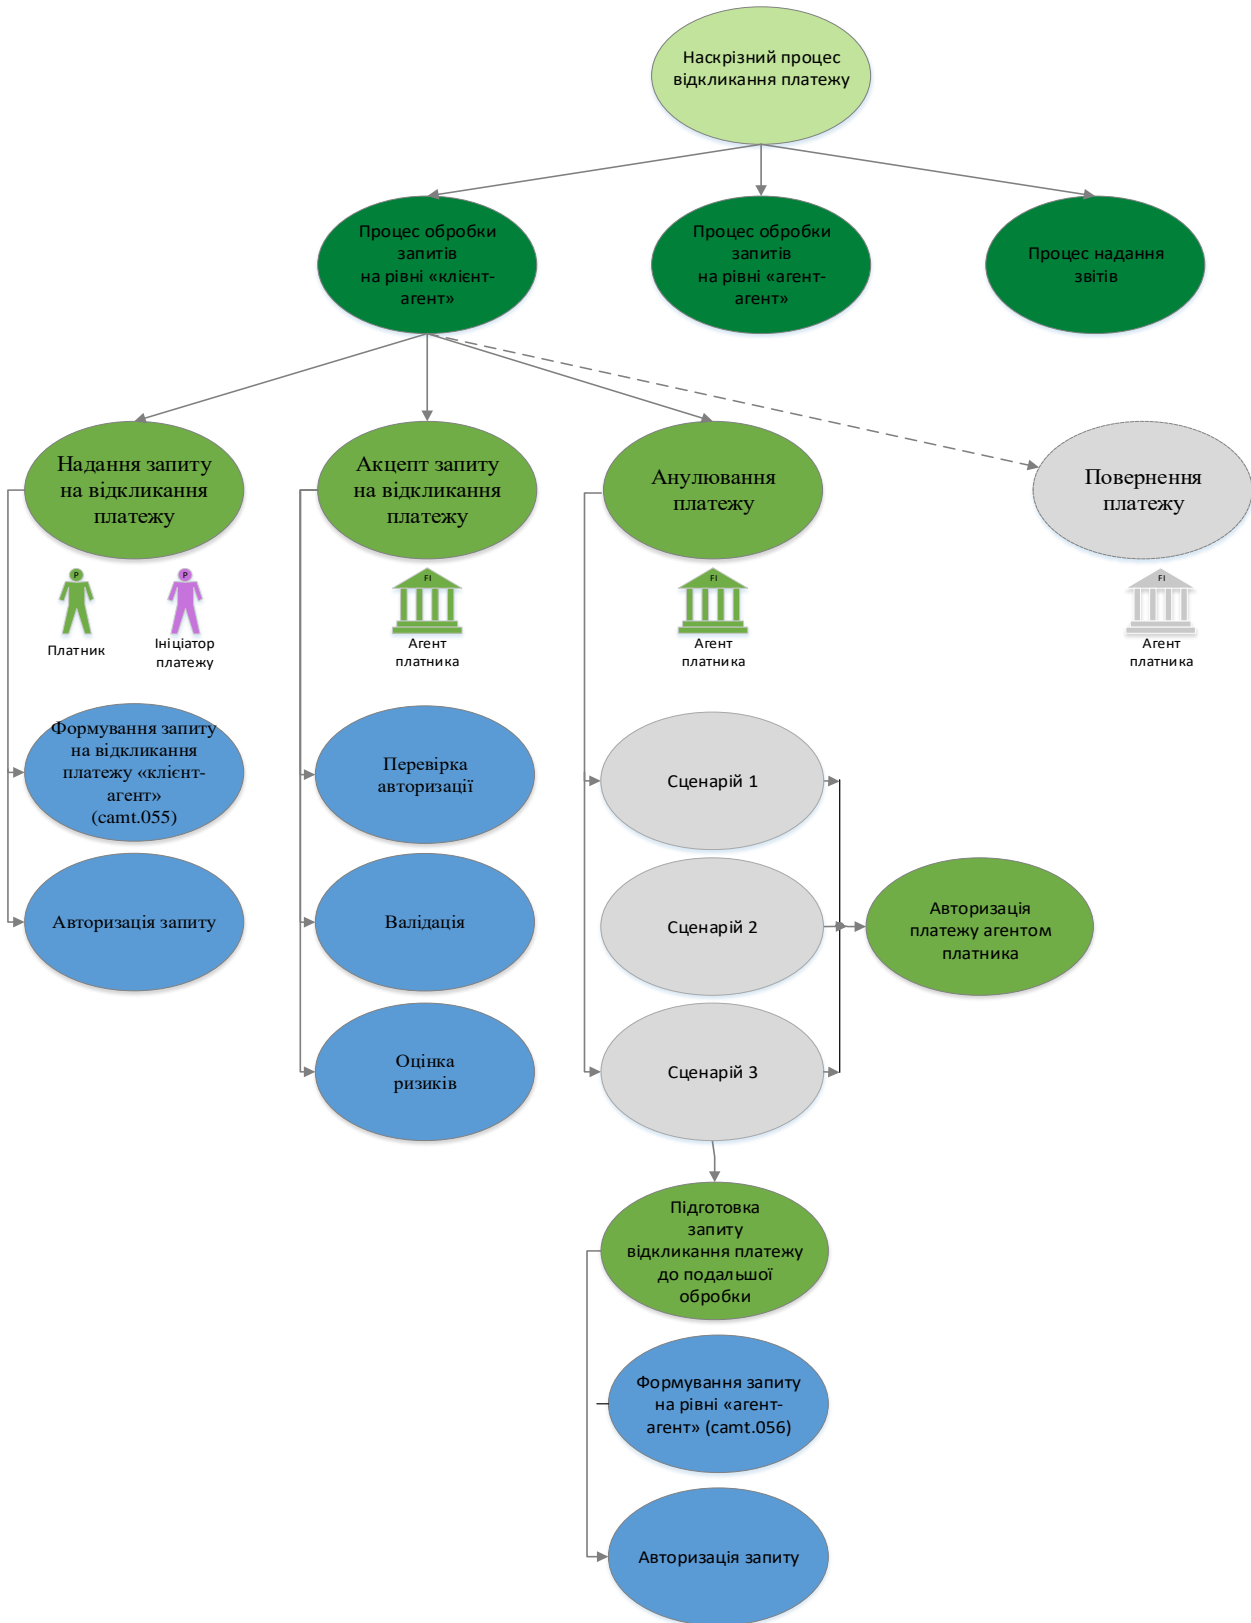 Наскрізний процес
відкликання платежу
Процес обробки
запитів
на рівні «клієнт-
агент»
Процес обробки
запитів
на рівні «агент-
агент»
Процес надання
звітів
Надання запиту
на відкликання
платежу
Акцепт запиту
на відкликання
платежу
Анулювання
платежу
Повернення
платежу
P
P
FI
FI
FI
Платник
Ініціатор
платежу
Агент
платника
Агент
платника
Агент
платника
Формування запиту
на відкликання
платежу «клієнт-
агент»
(camt.055)
Перевірка
авторизації
Сценарій 1
Авторизація запиту
Валідація
Сценарій 2
Авторизація
платежу агентом
платника
Оцінка
ризиків
Сценарій 3
Підготовка
запиту
відкликання платежу
до подальшої
обробки
Формування запиту
на рівні «агент-
агент» (camt.056)
Авторизація запиту